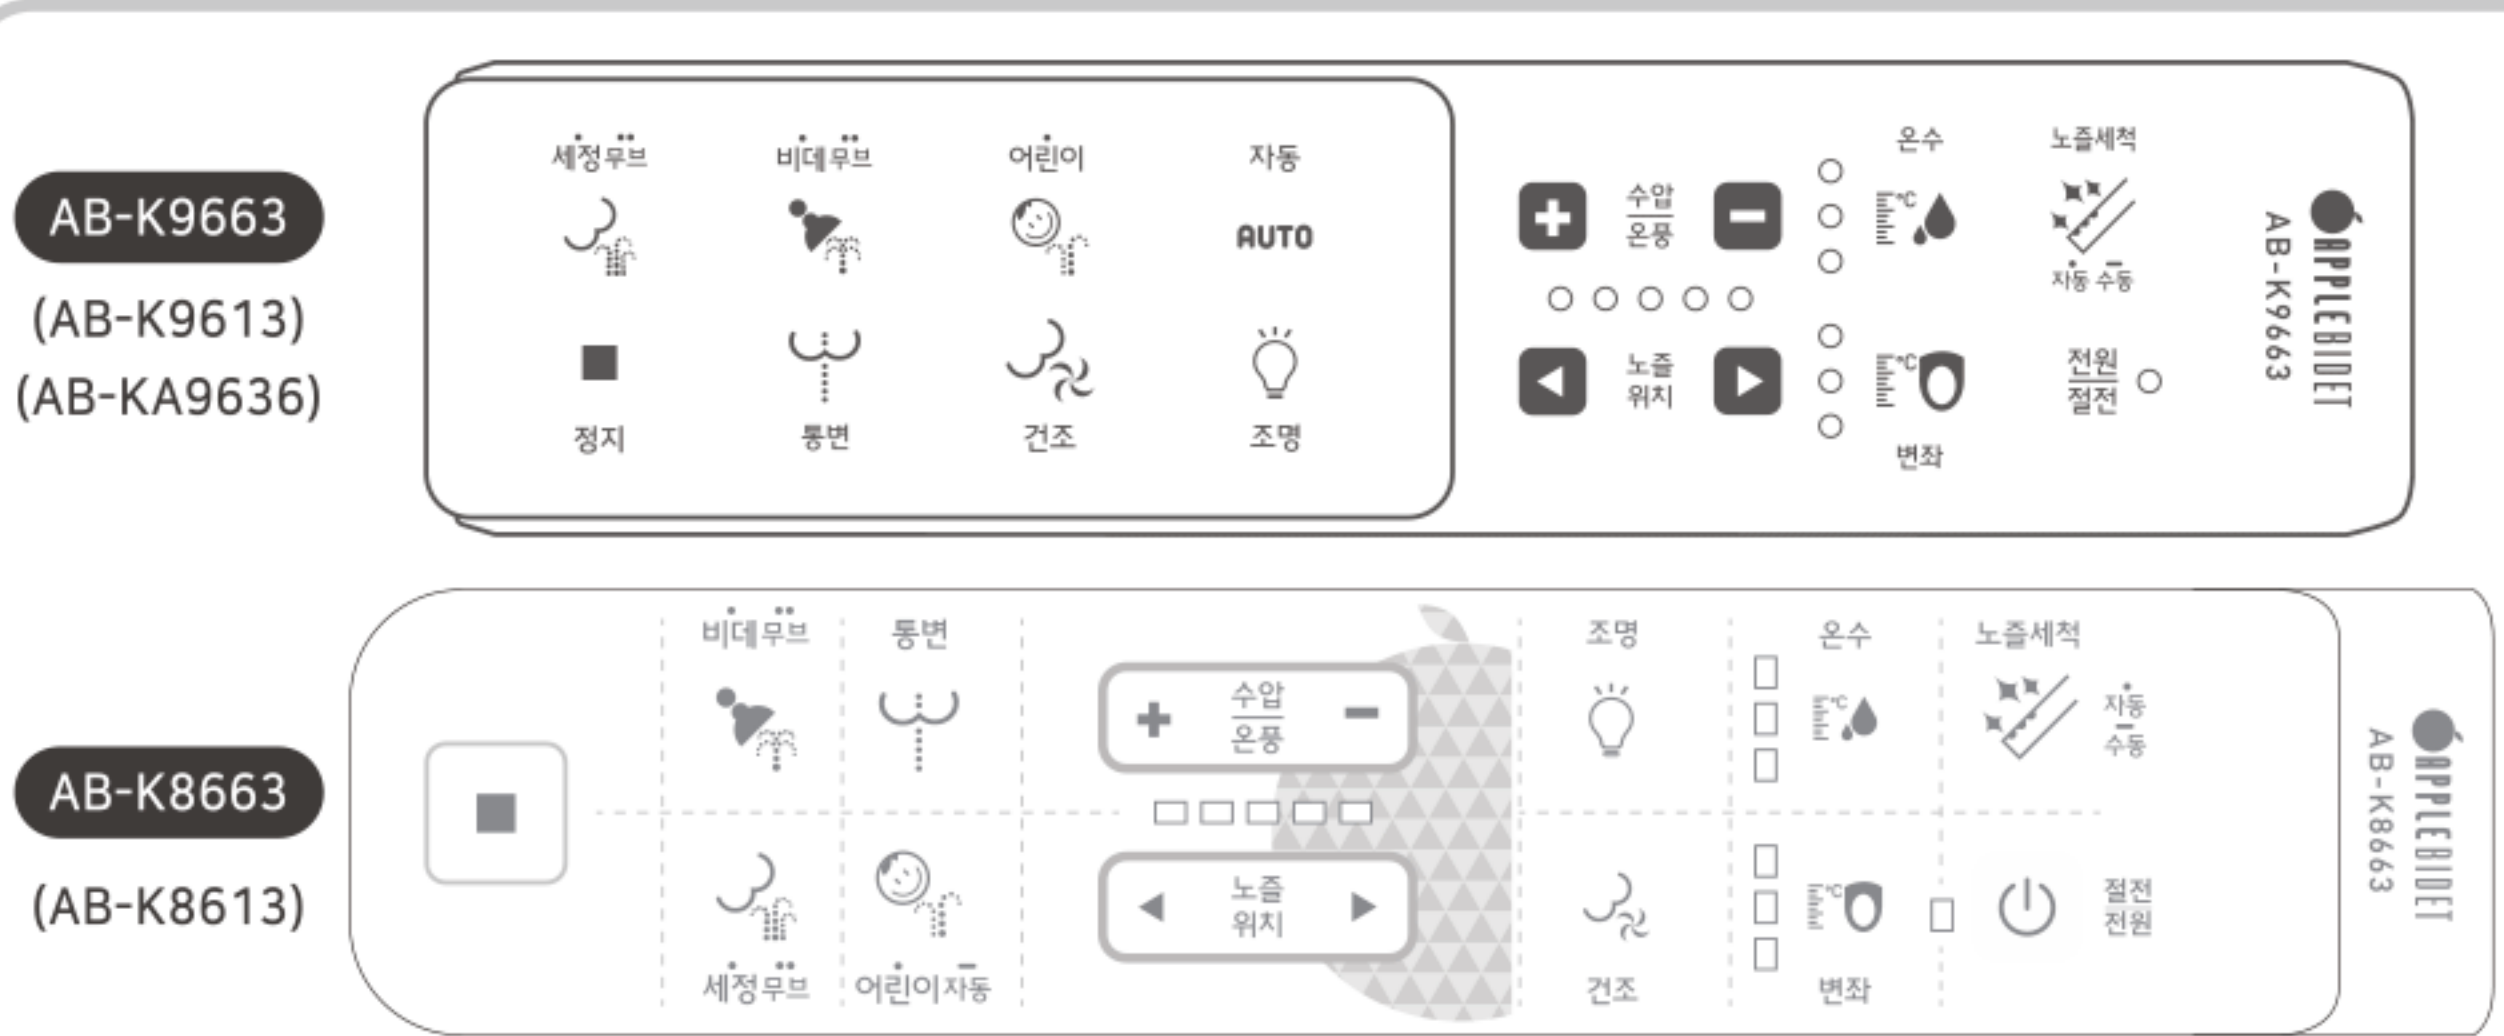 AB-K9663
(AB-K9613)
(AB-KA9636)
세정무브
비데무브
어린이
자동
AUTO
정지
통변
건조
조명
수압
온풍
노즐
위치
°C
온수
°C
변좌
노즐세척
자동 수동
전원
절전
APPLEBIDET
AB-K9663
AB-K8663
(AB-K8613)
비데무브
통변
세정무브
어린이 자동
수압
온풍
노즐
위치
조명
건조
온수
°C
°C
변좌
노즐세척
자동
수동
절전
전원
APPLEBIDET
AB-K8663